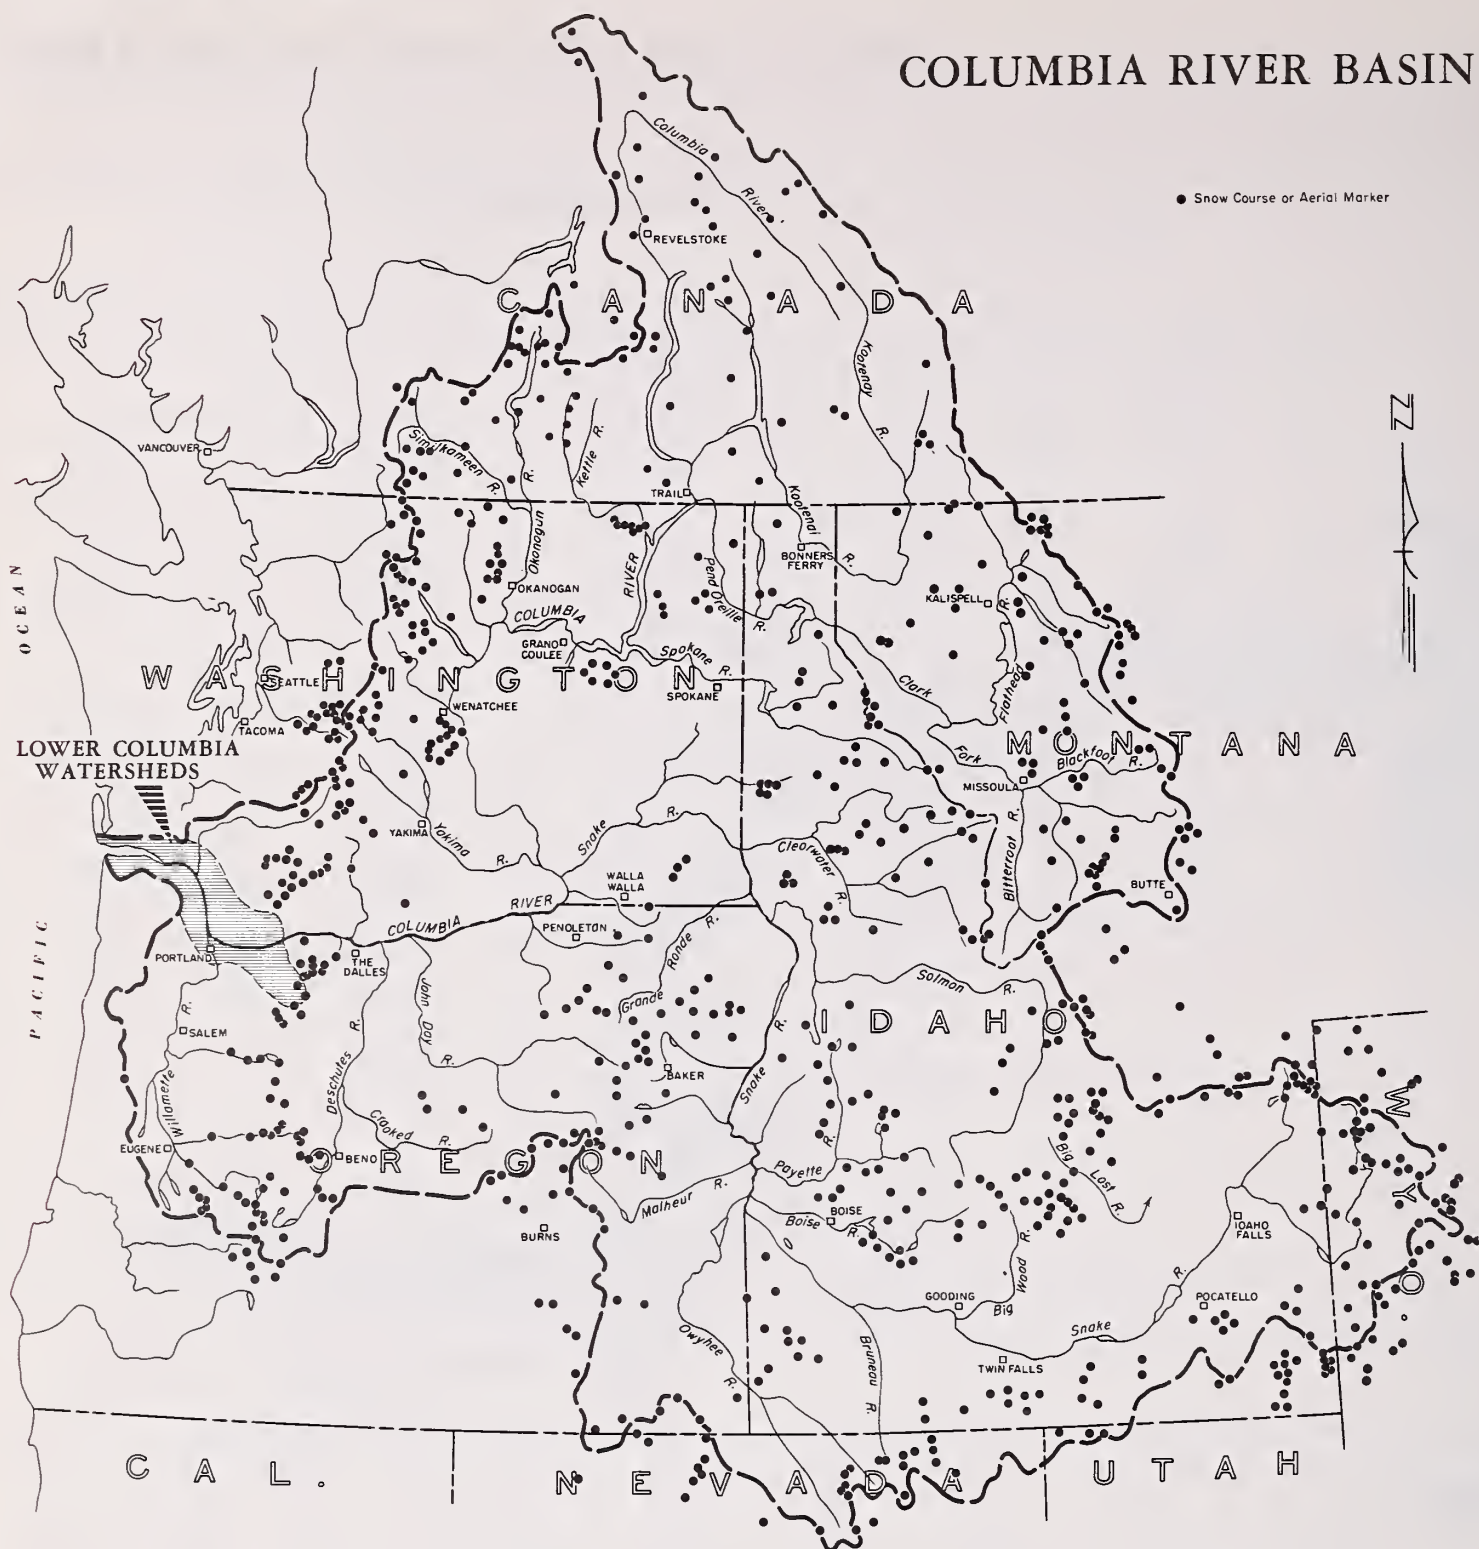 COLUMBIA RIVER BASIN
● Snow Course or Aerial Marker
Columbia
River
REVELSTOKE
CANADA
Kootenay
R.
N
VANCOUVER
Similkameen
R.
R.
Okonogun
Kettle R.
TRAIL
Kootenai
R.
BONNERS
FERRY
Pend Oreille
R.
RIVER
OKANOGAN
COLUMBIA
GRAND
COULEE
Spokane
R.
SPOKANE
KALISPELL
R.
Flathead
OCEAN
WASHINGTON
SEATTLE
WENATCHEE
TACOMA
Clark
Fork
MONTANA
Blackfoot R.
MISSOULA
LOWER COLUMBIA
WATERSHEDS
YAKIMA
Yakima
R.
Snake
R.
Clearwater
R.
Bitterroot R.
BUTTE
WALLA
WALLA
COLUMBIA
RIVER
PENDLETON
PACIFIC
PORTLAND
THE
DALLES
Grande
Ronde
R.
Salmon
R.
IDAHO
R.
SALEM
John Day
R.
Deschutes
R.
BAKER
Snake
R.
Willamette
Crooked
R.
EUGENE
BEND
OREGON
Malheur
R.
Payette
R.
Big
Lost
R.
WYO.
BOISE
Boise
R.
BURNS
IDAHO
FALLS
Big
Wood
R.
GOODING
POCATELLO
Snake
R.
Owyhee
R.
Bruneau
R.
TWIN FALLS
CAL.
NEVADA
UTAH